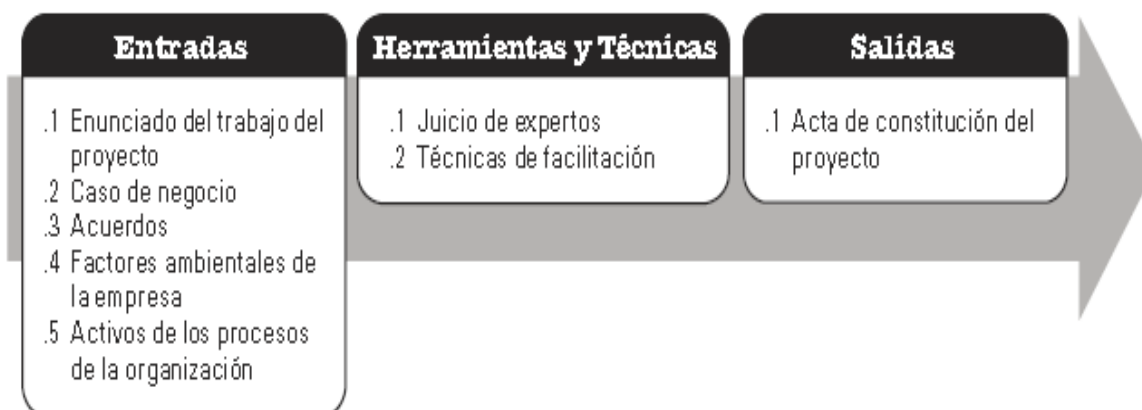 Entradas
.1 Enunciado del trabajo del
proyecto
.2 Caso de negocio
.3 Acuerdos
.4 Factores ambientales de
la empresa
.5 Activos de los procesos
de la organización
Herramientas y Técnicas
.1 Juicio de expertos
.2 Técnicas de facilitación
Salidas
.1 Acta de constitución del
proyecto